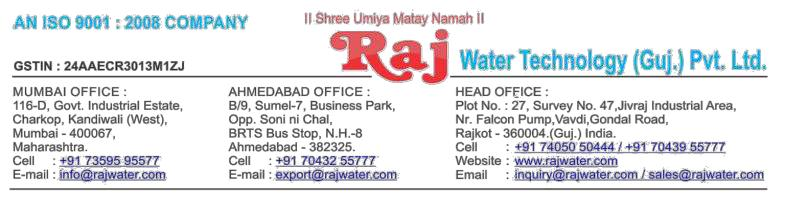 AN ISO 9001 : 2008 COMPANY
II Shree Umiya Matay Namah II
GSTIN : 24AAECR3013M1ZJ
Raj Water Technology (Guj.) Pvt. Ltd.
MUMBAI OFFICE :
116-D, Govt. Industrial Estate,
Charkop, Kandiwali (West),
Mumbai - 400067,
Maharashtra.
Cell : +91 73595 95577
E-mail : info@rajwater.com
AHMEDABAD OFFICE :
B/9, Sumel-7, Business Park,
Opp. Soni ni Chal,
BRTS Bus Stop, N.H.-8
Ahmedabad - 382325.
Cell : +91 70432 55777
E-mail : export@rajwater.com
HEAD OFFICE :
Plot No. : 27, Survey No. 47,Jivraj Industrial Area,
Nr. Falcon Pump,Vavdi,Gondal Road,
Rajkot - 360004.(Guj.) India.
Cell : +91 74050 50444 / +91 70439 55777
Website : www.rajwater.com
Email : inquiry@rajwater.com / sales@rajwater.com